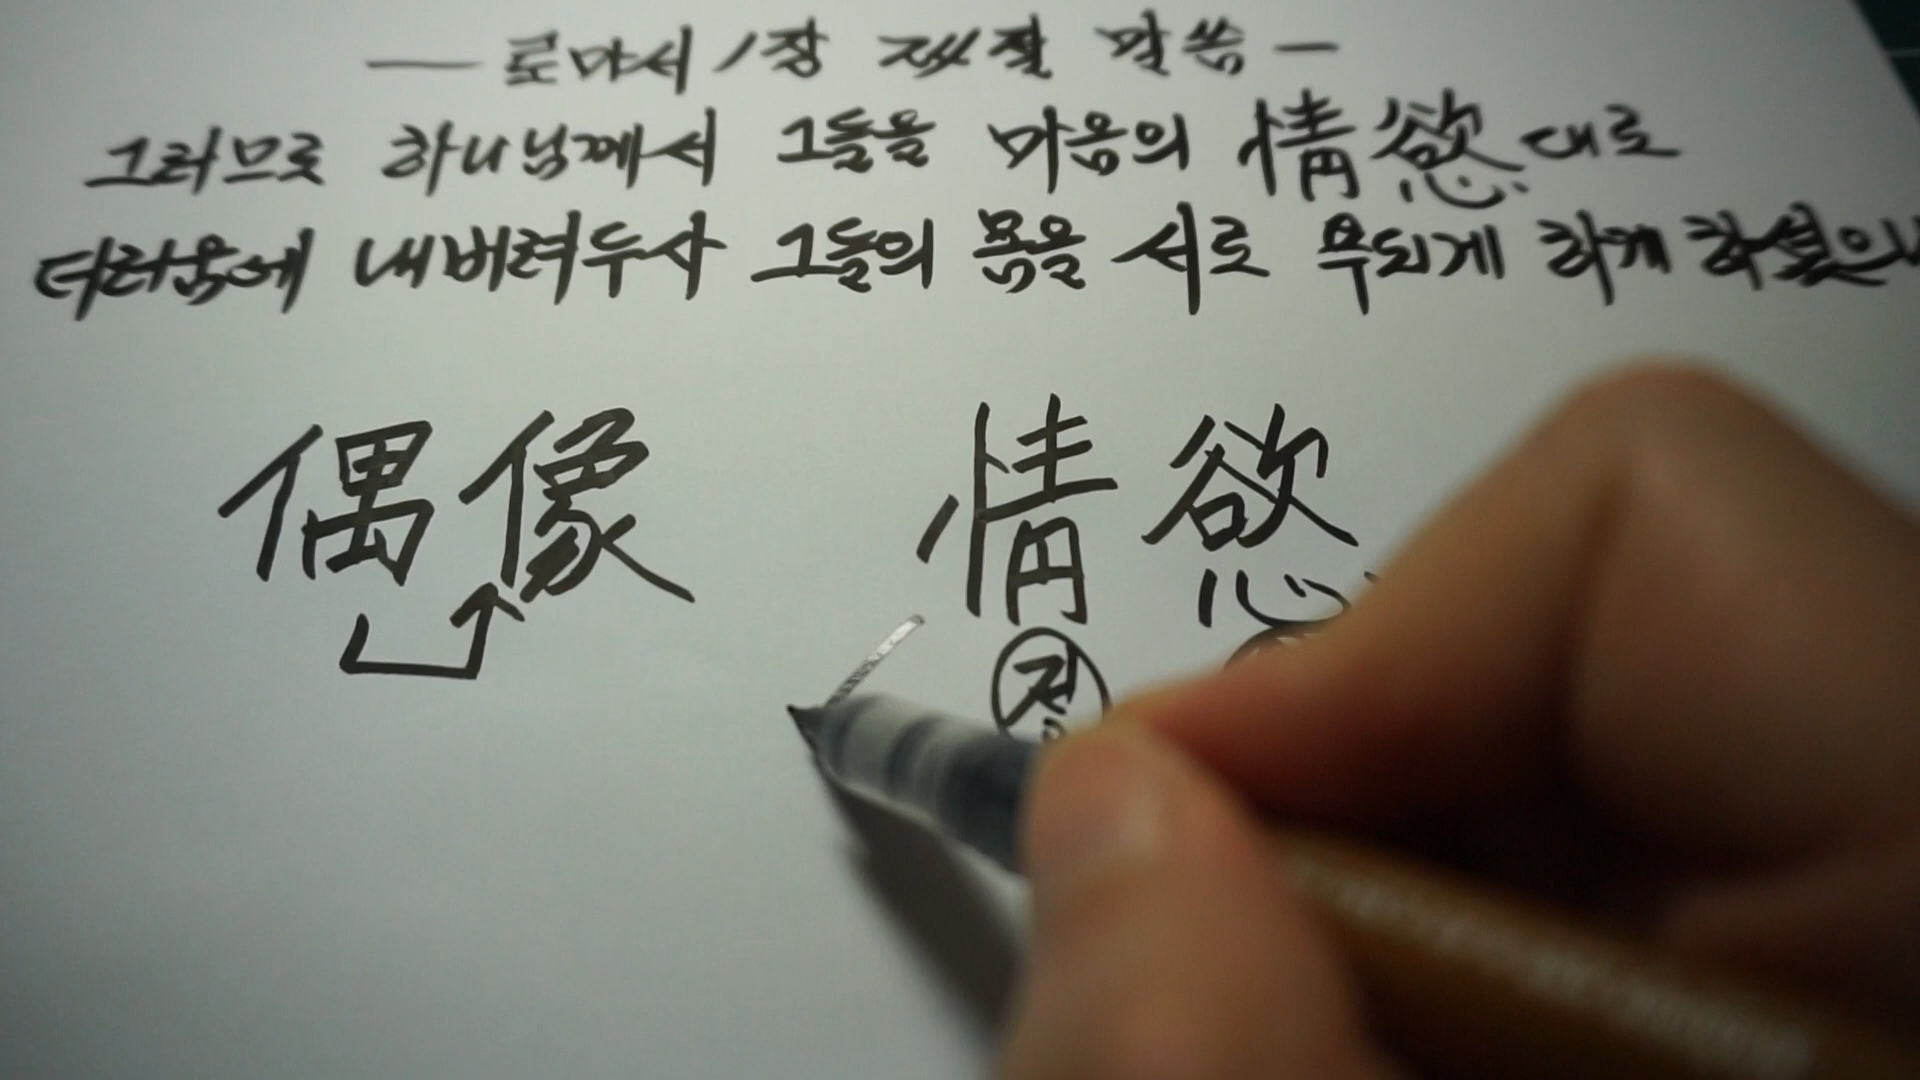 — 로마서 1장 24절 말씀 —
그러므로 하나님께서 그들을 마음의 情慾대로
더러움에 내버려두사 그들의 몸을 서로 욕되게 하게 하셨으니
偶像 情慾
정